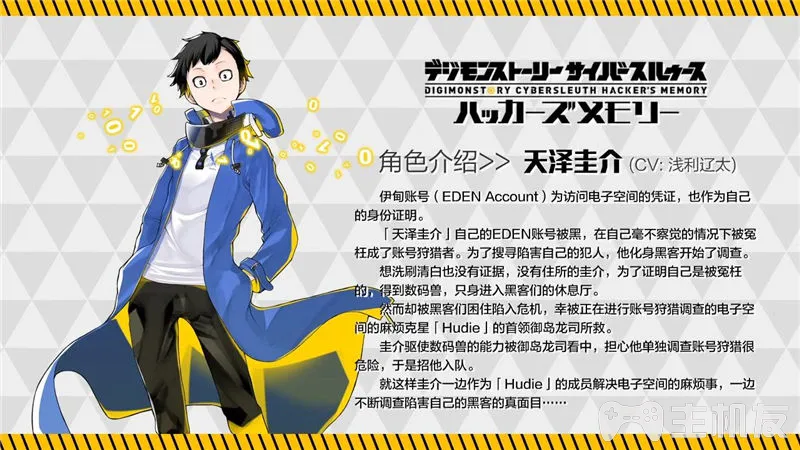 デジモンストーリー サイバースルゥース
DIGIMONSTORY CYBERSLEUTH HACKER'S MEMORY
ハッカーズメモリー
角色介绍>> 天泽圭介 (CV: 浅利辽太)
伊甸账号（EDEN Account）为访问电子空间的凭证，也作为自己
的身份证明。
「天泽圭介」自己的EDEN账号被黑，在自己毫不察觉的情况下被冤
枉成了账号狩猎者。为了搜寻陷害自己的犯人，他化身黑客开始了调查。
想洗刷清白也没有证据，没有住所的圭介，为了证明自己是被冤枉
的，得到数码兽，只身进入黑客们的休息厅。
然而却被黑客们困住陷入危机，幸被正在进行账号狩猎调查的电子空
间的麻烦克星「Hudie」的首领御岛龙司所救。
圭介驱使数码兽的能力被御岛龙司看中，担心他单独调查账号狩猎很
危险，于是招他入队。
就这样圭介一边作为「Hudie」的成员解决电子空间的麻烦事，一边
不断调查陷害自己的黑客的真面目……
主机友